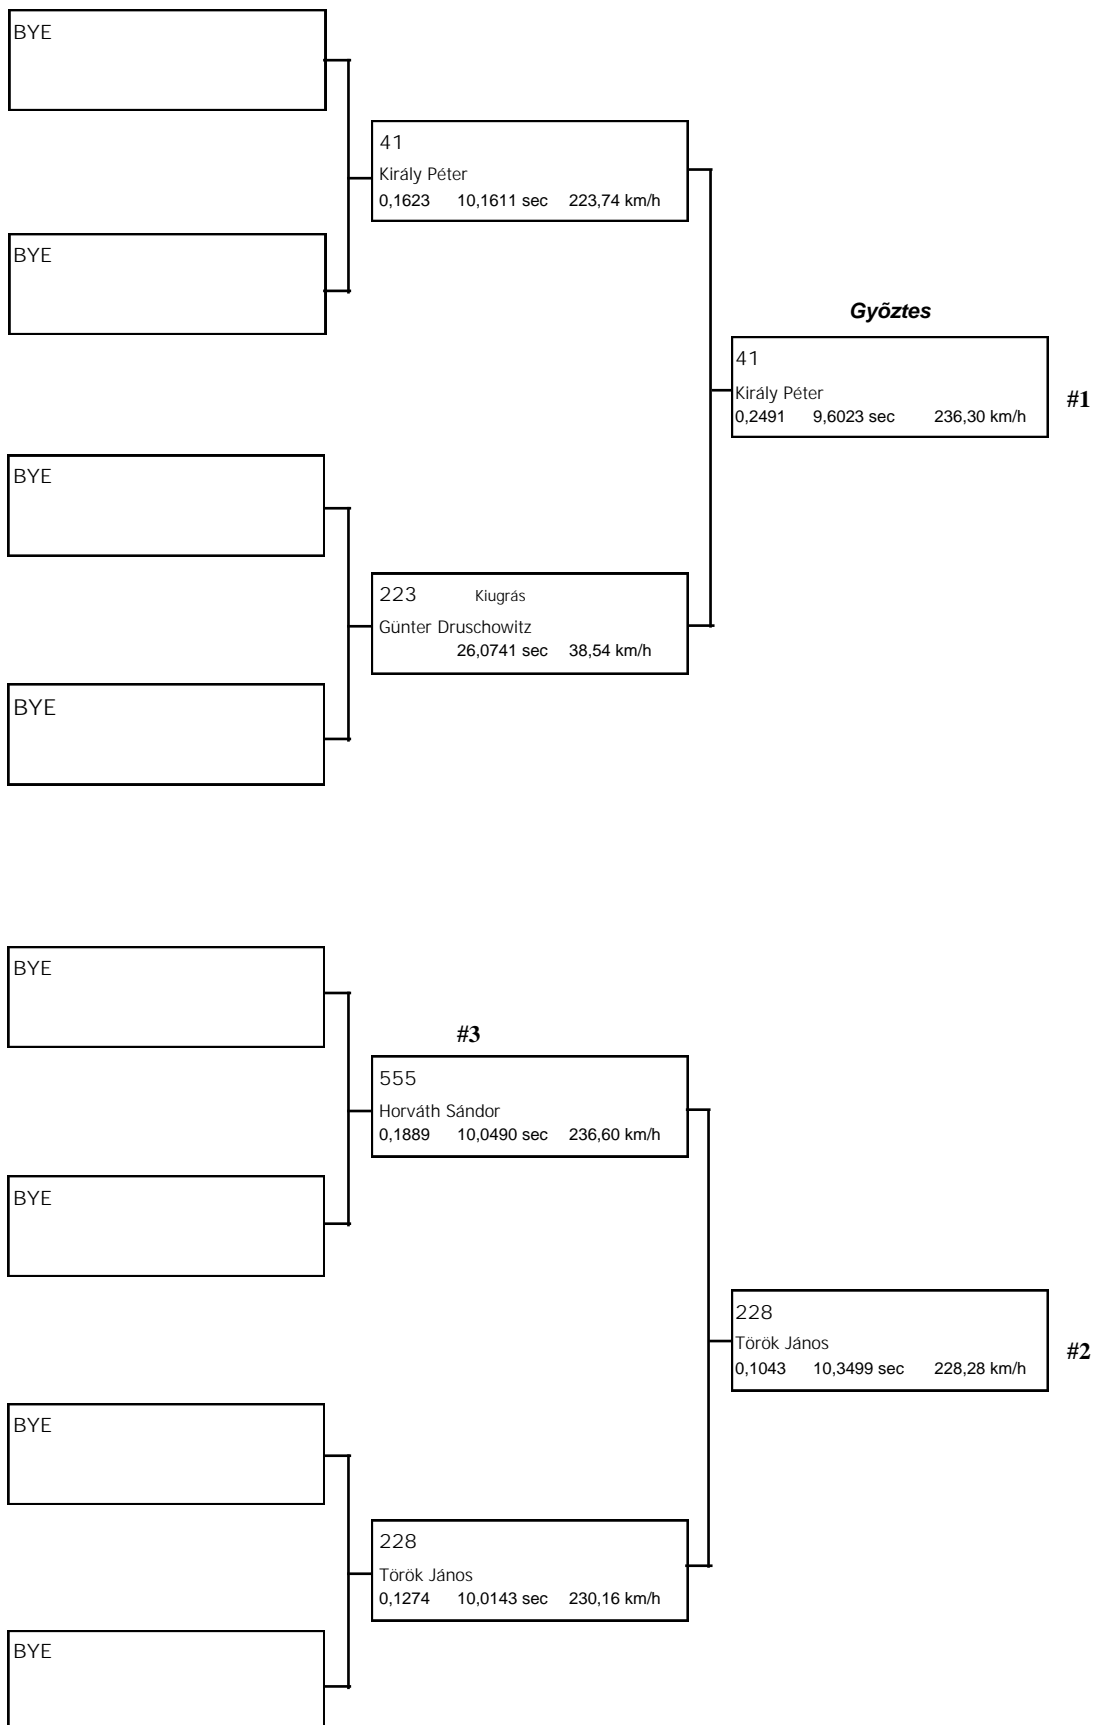 BYE
41
Király Péter
0,1623 10,1611 sec 223,74 km/h
BYE
Gyõztes
41
Király Péter
0,2491 9,6023 sec 236,30 km/h
#1
BYE
223 Kiugrás
Günter Druschowitz
26,0741 sec 38,54 km/h
BYE
BYE
#3
555
Horváth Sándor
0,1889 10,0490 sec 236,60 km/h
BYE
228
Török János
0,1043 10,3499 sec 228,28 km/h
#2
BYE
228
Török János
0,1274 10,0143 sec 230,16 km/h
BYE